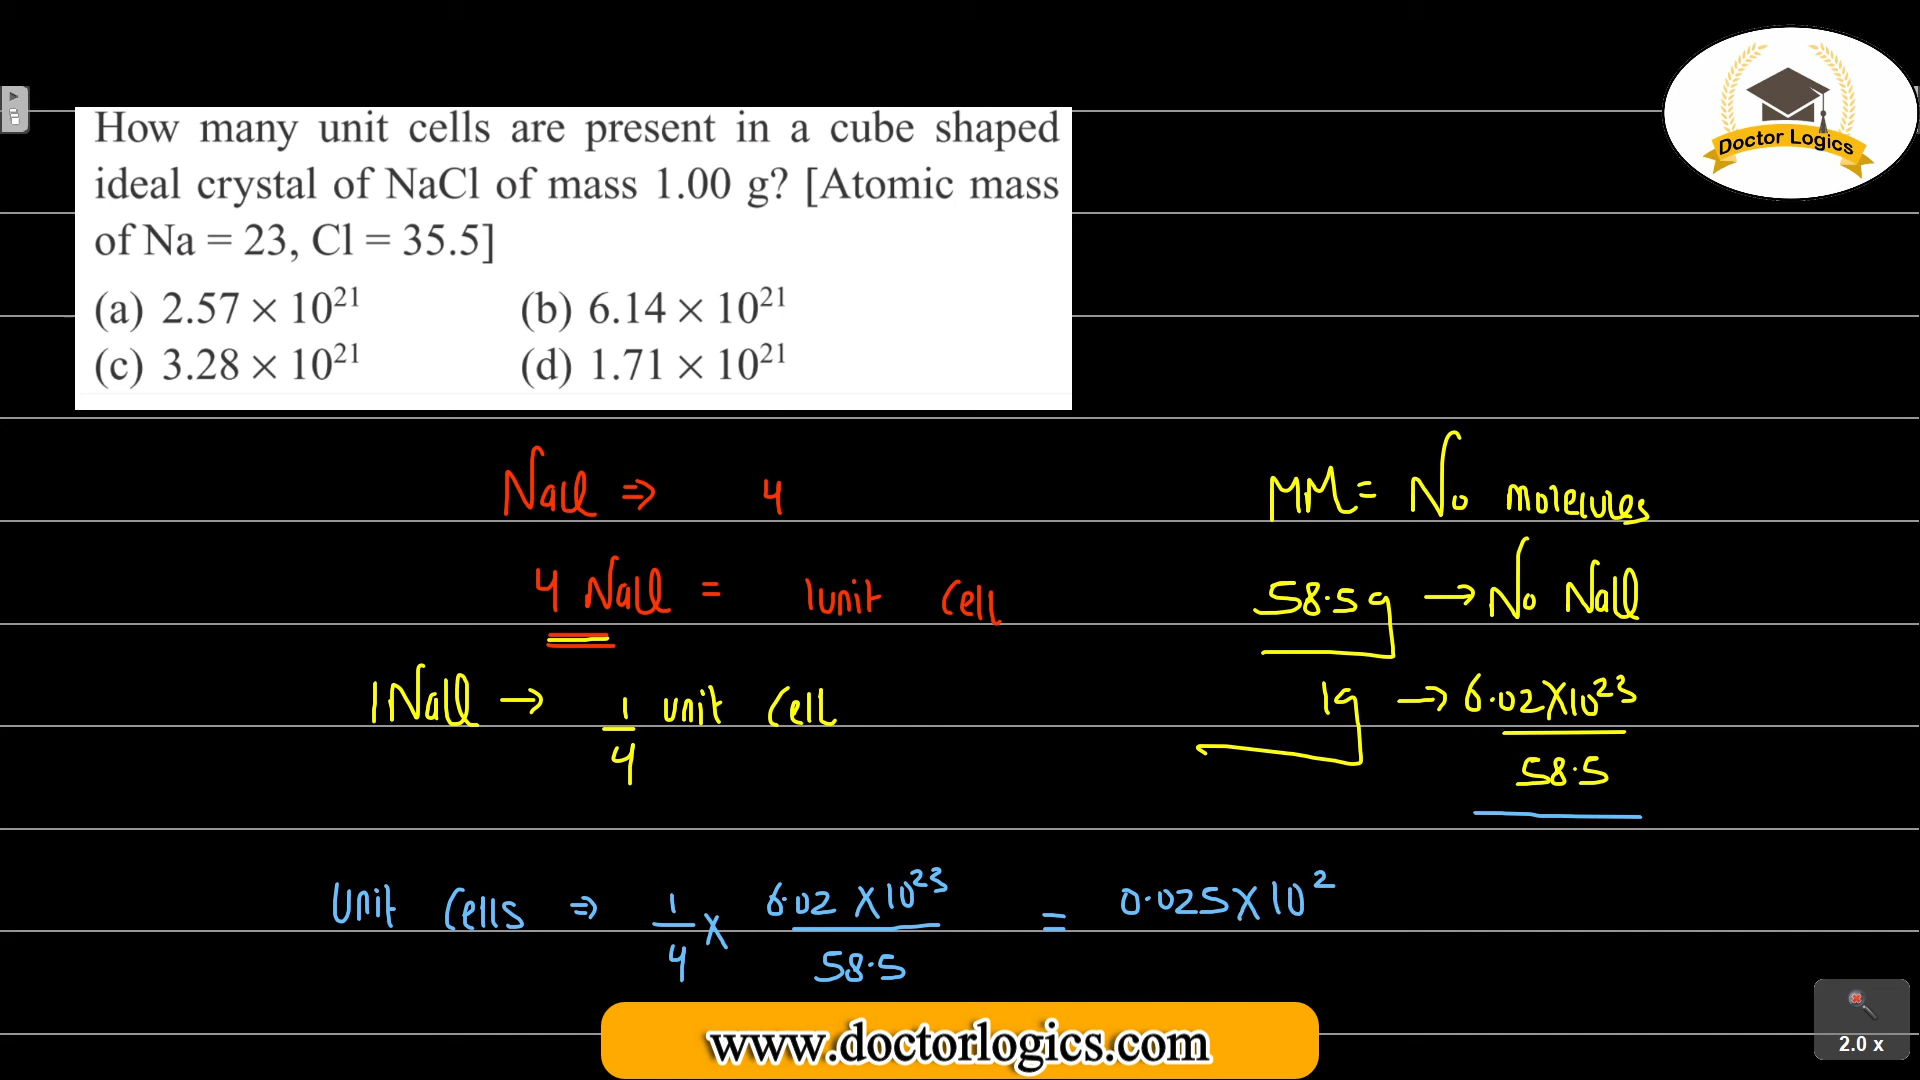 Doctor Logics
How many unit cells are present in a cube shaped
ideal crystal of NaCl of mass 1.00 g? [Atomic mass
of Na = 23, Cl = 35.5]
(a) 2.57 × 10²¹ (b) 6.14 × 10²¹
(c) 3.28 × 10²¹ (d) 1.71 × 10²¹
NaCl ⇒ 4
4 NaCl = 1unit Cell
1NaCl → 1/4 unit Cell
MM = No molecules
58.5g → No NaCl
1g → 6.02×10²³/58.5
Unit Cells ⇒ 1/4 × 6.02 ×10²³/58.5 = 0.025×10²
www.doctorlogics.com
2.0 x